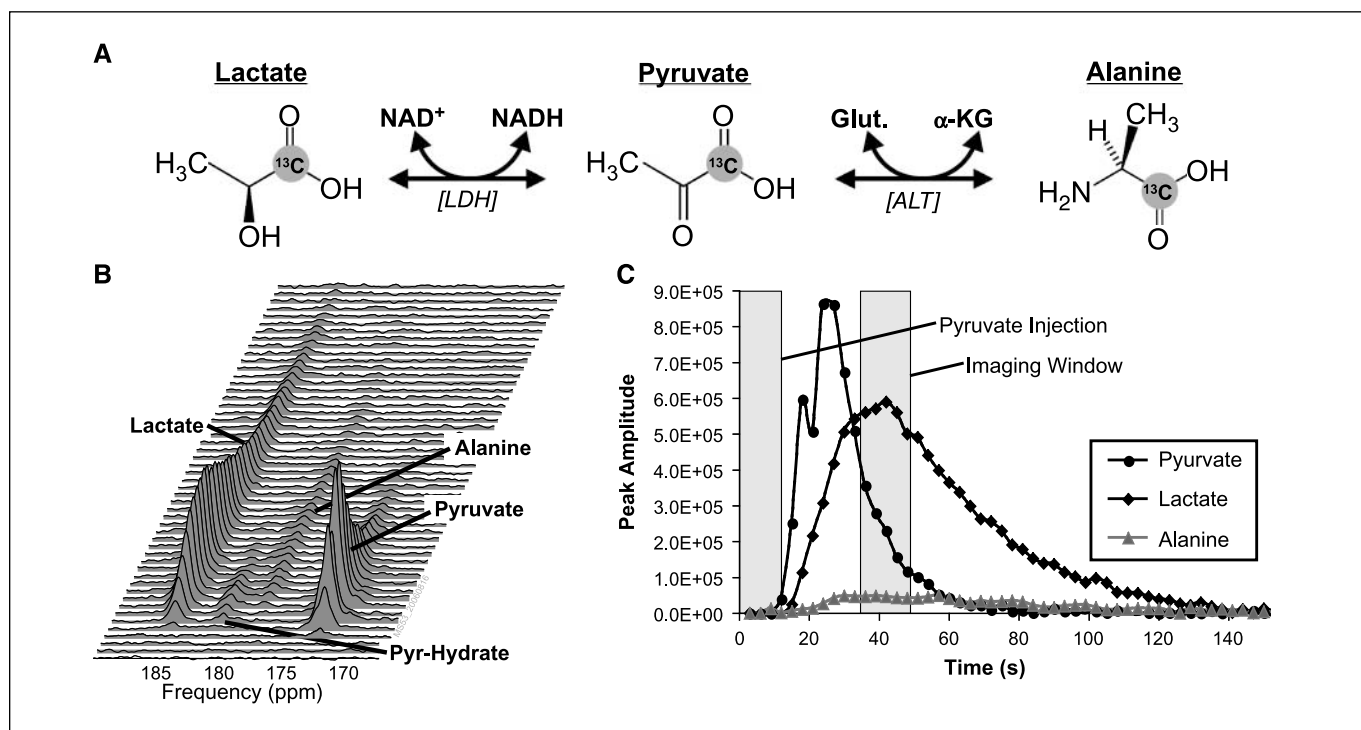 A
Lactate
Pyruvate
Alanine
O
NAD⁺
NADH
O
Glut.
α-KG
H
CH₃
H₃C
¹³C
OH
[LDH]
OH
H₃C
¹³C
OH
O
[ALT]
H₂N
¹³C
OH
O
B
Lactate
Alanine
Pyruvate
Pyr-Hydrate
185
180
175
170
Frequency (ppm)
C
Peak Amplitude
9.0E+05
8.0E+05
7.0E+05
6.0E+05
5.0E+05
4.0E+05
3.0E+05
2.0E+05
1.0E+05
0.0E+00
Pyruvate Injection
Imaging Window
Pyurvate
Lactate
Alanine
0
20
40
60
80
100
120
140
Time (s)